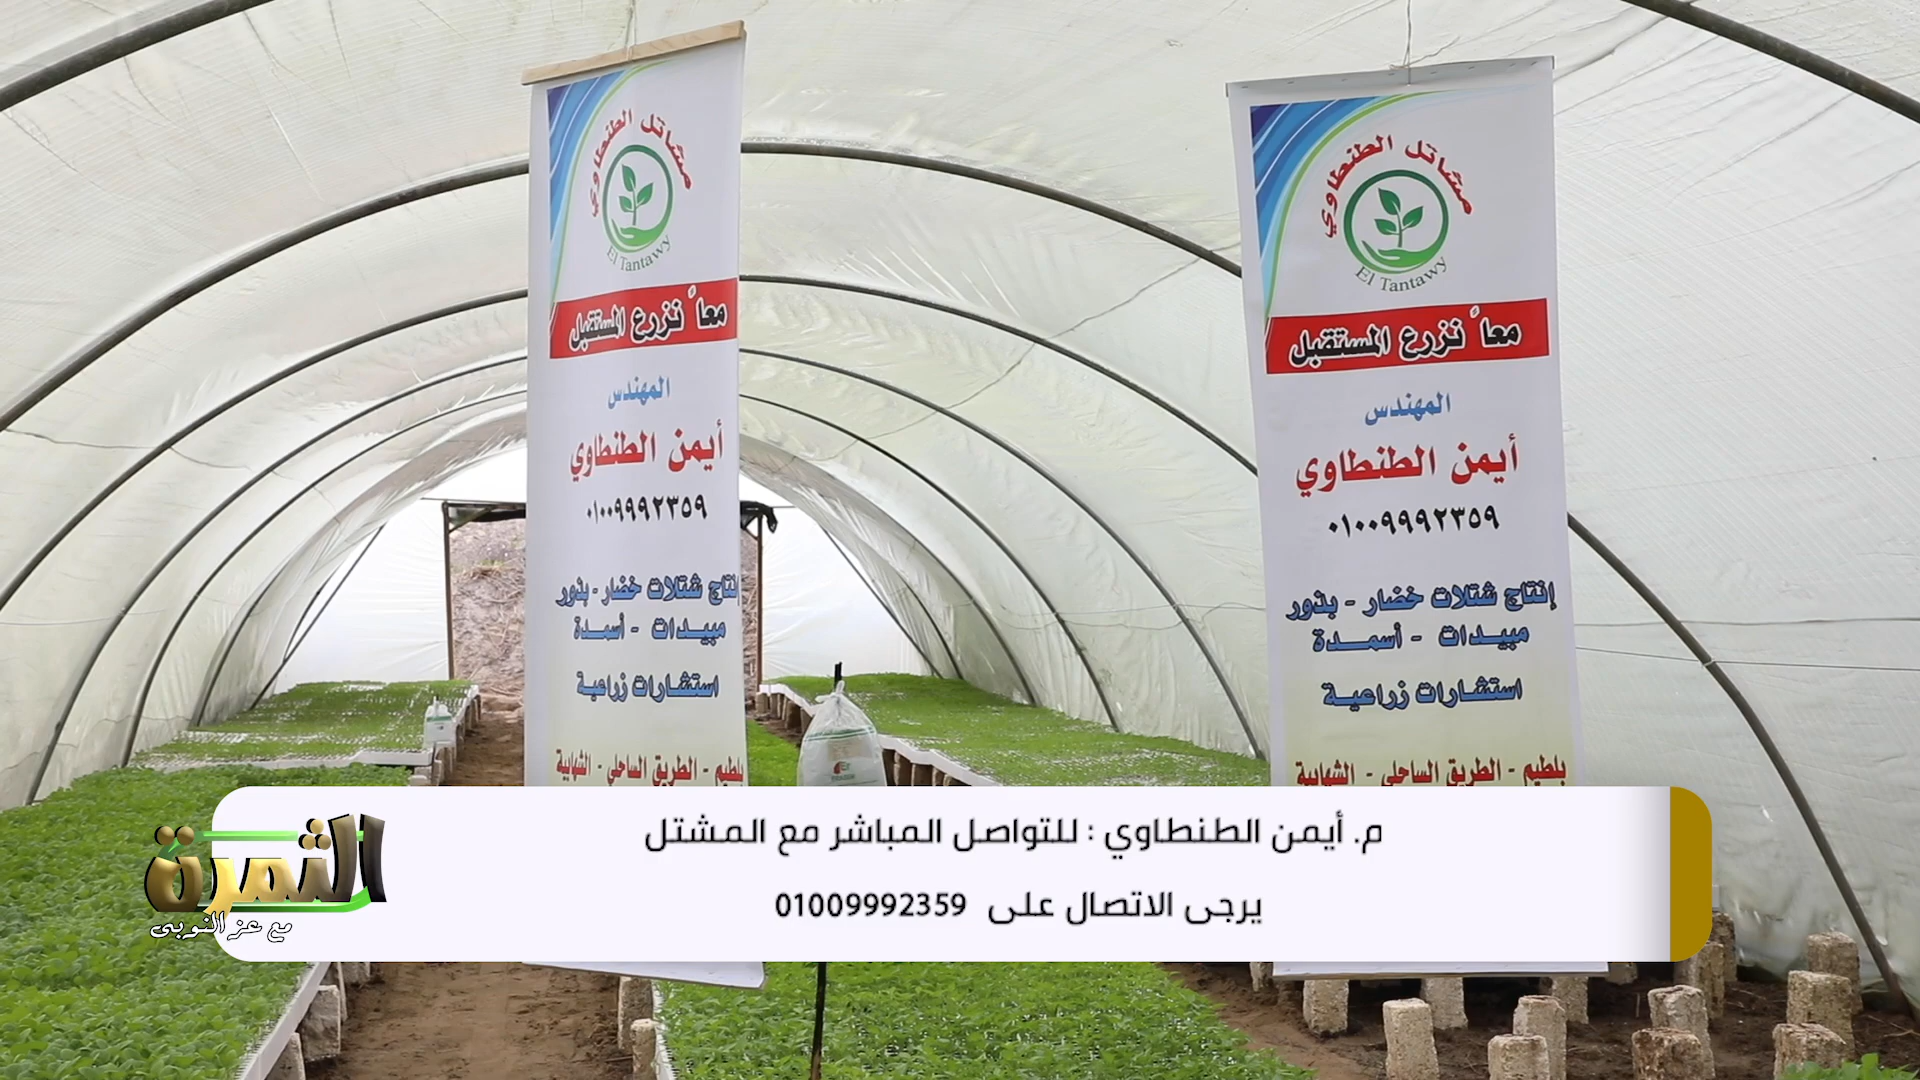 مشاتل الطنطاوي
El Tantawy
معاً نزرع المستقبل
المهندس
أيمن الطنطاوي
٠١٠٠٩٩٩٢٣٥٩
إنتاج شتلات خضار - بذور
مبيدات - أسمدة
استشارات زراعية
بلطيم - الطريق الساحلي - الشهابية
مشاتل الطنطاوي
El Tantawy
معاً نزرع المستقبل
المهندس
أيمن الطنطاوي
٠١٠٠٩٩٩٢٣٥٩
إنتاج شتلات خضار - بذور
مبيدات - أسمدة
استشارات زراعية
بلطيم - الطريق الساحلي - الشهابية
م. أيمن الطنطاوي : للتواصل المباشر مع المشتل
يرجى الاتصال على 01009992359
الثمرة
مع عز النوبى